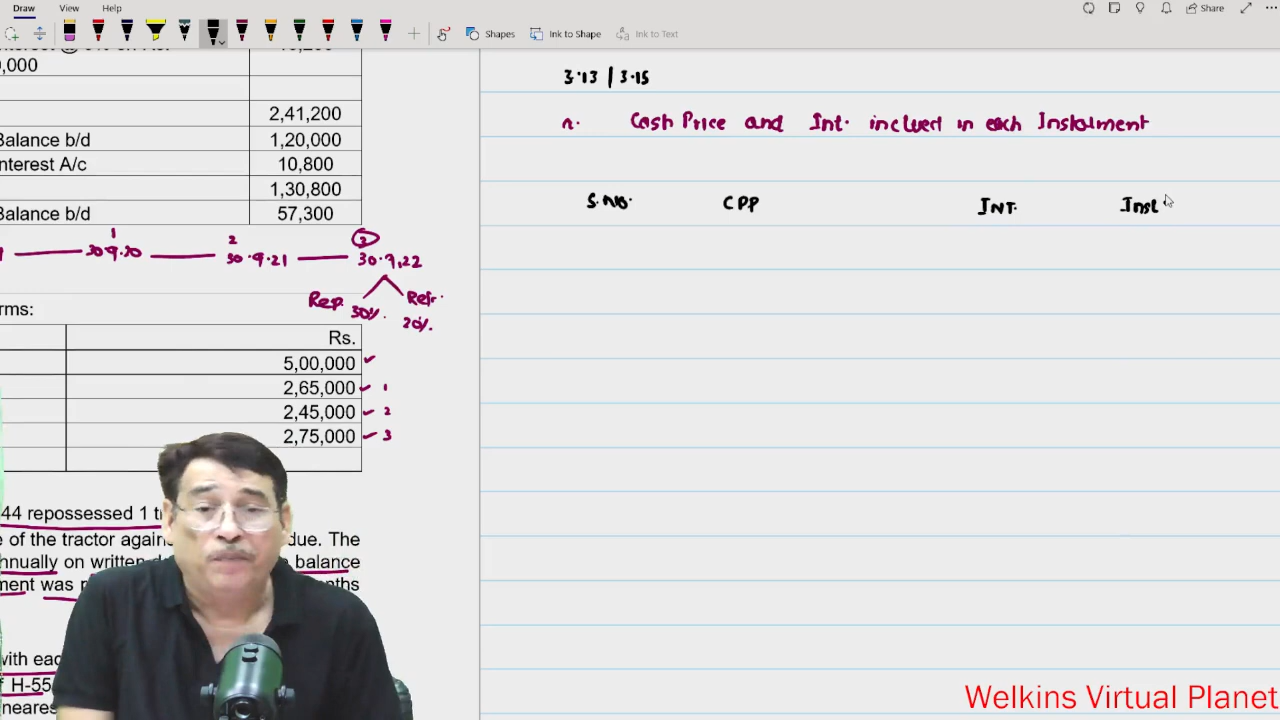 Draw View Help Share
Shapes Ink to Shape Ink to Text
0,000
2,41,200
Balance b/d 1,20,000
nterest A/c 10,800
1,30,800
Balance b/d 57,300
1 2 3
30.9.20 30.9.21 30.9.22
Rep. 30%. Refr. 20%.
rms:
Rs.
5,00,000
2,65,000 1
2,45,000 2
2,75,000 3
44 repossessed 1 t
e of the tractor again due. The
nnually on written balance
ment was nths
with eac
f H-55
neares
3.13 | 3.15
n. Cash Price and Int. inclued in each Instalment
S.No. CPP INT. Insl
Welkins Virtual Planet